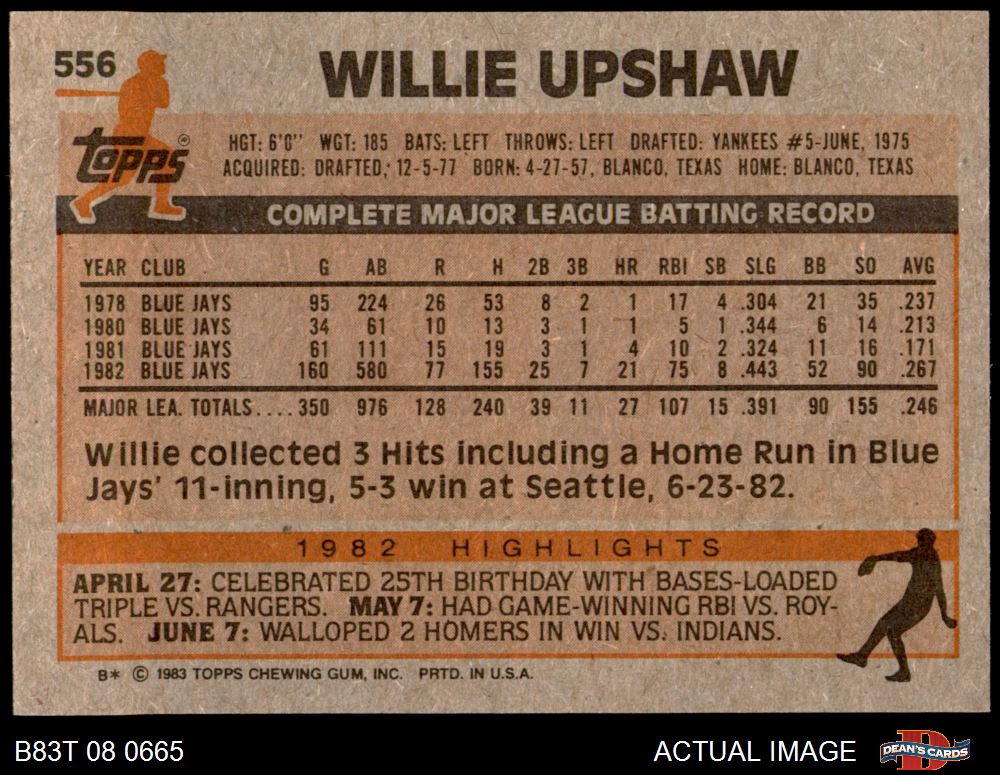 556
WILLIE UPSHAW
Topps®
HGT: 6'0" WGT: 185 BATS: LEFT THROWS: LEFT DRAFTED: YANKEES #5-JUNE, 1975
ACQUIRED: DRAFTED, 12-5-77 BORN: 4-27-57, BLANCO, TEXAS HOME: BLANCO, TEXAS
COMPLETE MAJOR LEAGUE BATTING RECORD
YEAR CLUB G AB R H 2B 3B HR RBI SB SLG BB SO AVG
1978 BLUE JAYS 95 224 26 53 8 2 1 17 4 .304 21 35 .237
1980 BLUE JAYS 34 61 10 13 3 1 1 5 1 .344 6 14 .213
1981 BLUE JAYS 61 111 15 19 3 1 4 10 2 .324 11 16 .171
1982 BLUE JAYS 160 580 77 155 25 7 21 75 8 .443 52 90 .267
MAJOR LEA. TOTALS.... 350 976 128 240 39 11 27 107 15 .391 90 155 .246
Willie collected 3 Hits including a Home Run in Blue
Jays' 11-inning, 5-3 win at Seattle, 6-23-82.
1982 HIGHLIGHTS
APRIL 27: CELEBRATED 25TH BIRTHDAY WITH BASES-LOADED
TRIPLE VS. RANGERS. MAY 7: HAD GAME-WINNING RBI VS. ROY-
ALS. JUNE 7: WALLOPED 2 HOMERS IN WIN VS. INDIANS.
B* © 1983 TOPPS CHEWING GUM, INC. PRTD. IN U.S.A.
B83T 08 0665
ACTUAL IMAGE
D
DEAN'S CARDS